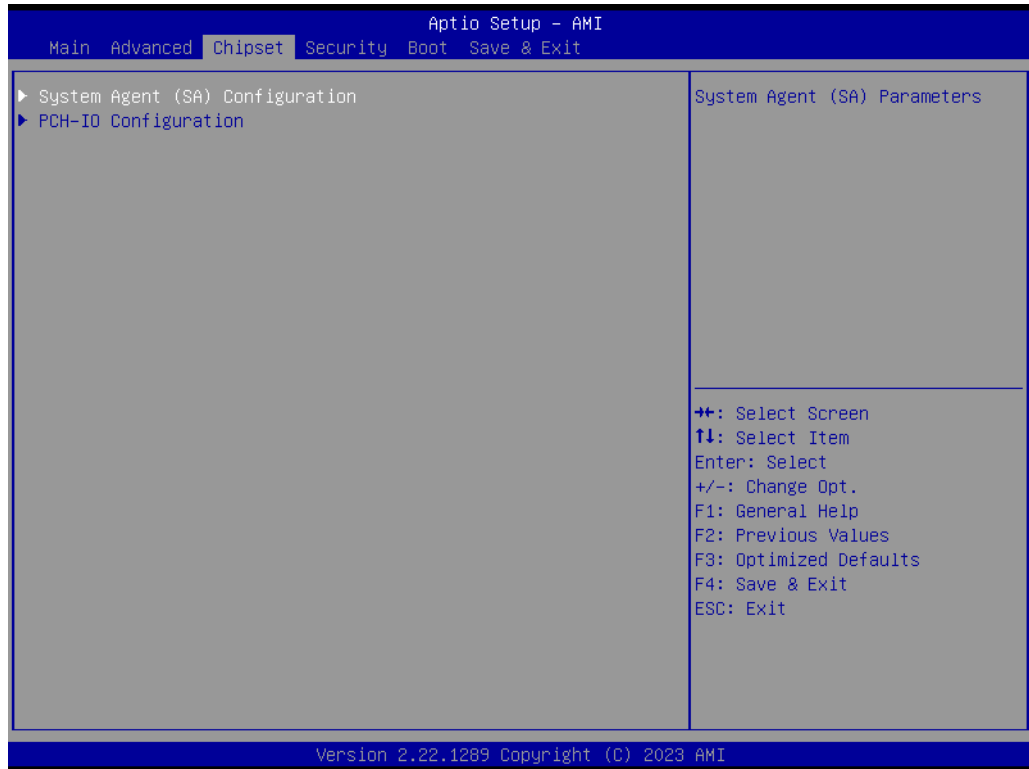 Aptio Setup – AMI
Main Advanced Chipset Security Boot Save & Exit
▶ System Agent (SA) Configuration
▶ PCH-IO Configuration
System Agent (SA) Parameters
→←: Select Screen
↑↓: Select Item
Enter: Select
+/-: Change Opt.
F1: General Help
F2: Previous Values
F3: Optimized Defaults
F4: Save & Exit
ESC: Exit
Version 2.22.1289 Copyright (C) 2023 AMI